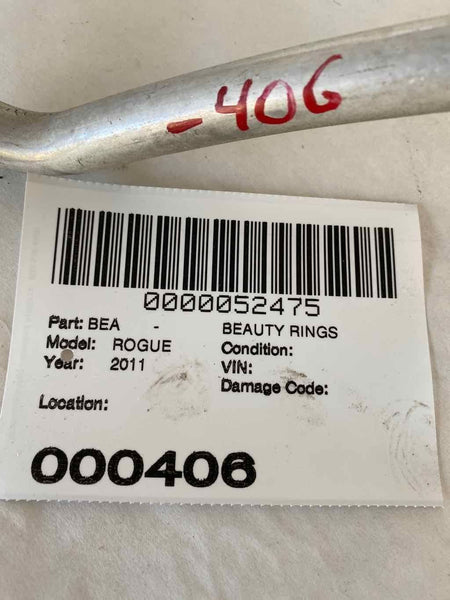 -406
0000052475
Part: BEA - BEAUTY RINGS
Model: ROGUE Condition:
Year: 2011 VIN:
Damage Code:
Location:
000406